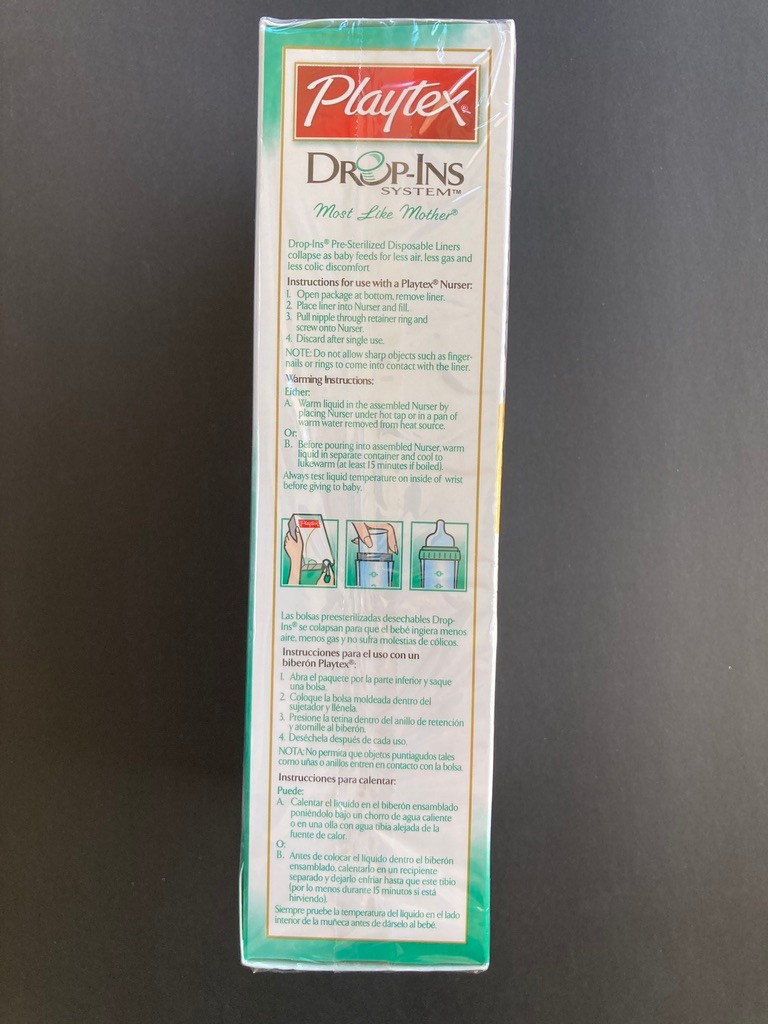 Playtex®
DROP-INS
SYSTEM™
Most Like Mother®
Drop-Ins® Pre-Sterilized Disposable Liners
collapse as baby feeds for less air, less gas and
less colic discomfort
Instructions for use with a Playtex® Nurser:
1. Open package at bottom, remove liner.
2. Place liner into Nurser and fill.
3. Pull nipple through retainer ring and
screw onto Nurser.
4. Discard after single use.
NOTE: Do not allow sharp objects such as finger-
nails or rings to come into contact with the liner.
Warming Instructions:
Either:
A. Warm liquid in the assembled Nurser by
placing Nurser under hot tap or in a pan of
warm water removed from heat source.
Or:
B. Before pouring into assembled Nurser, warm
liquid in separate container and cool to
lukewarm (at least 15 minutes if boiled).
Always test liquid temperature on inside of wrist
before giving to baby.
Playtex
Las bolsas preesterilizadas desechables Drop-
Ins® se colapsan para que el bebé ingiera menos
aire, menos gas y no sufra molestias de cólicos.
Instrucciones para el uso con un
biberón Playtex®:
1. Abra el paquete por la parte inferior y saque
una bolsa.
2. Coloque la bolsa moldeada dentro del
sujetador y llénela.
3. Presione la tetina dentro del anillo de retención
y atornille al biberón.
4. Deséchela después de cada uso.
NOTA: No permita que objetos puntiagudos tales
como uñas o anillos entren en contacto con la bolsa.
Instrucciones para calentar:
Puede:
A. Calentar el líquido en el biberón ensamblado
poniéndolo bajo un chorro de agua caliente
o en una olla con agua tibia alejada de la
fuente de calor.
O:
B. Antes de colocar el líquido dentro el biberón
ensamblado, calentarlo en un recipiente
separado y dejarlo enfriar hasta que este tibio
(por lo menos durante 15 minutos si está
hirviendo).
Siempre pruebe la temperatura del líquido en el lado
interior de la muñeca antes de dárselo al bebé.